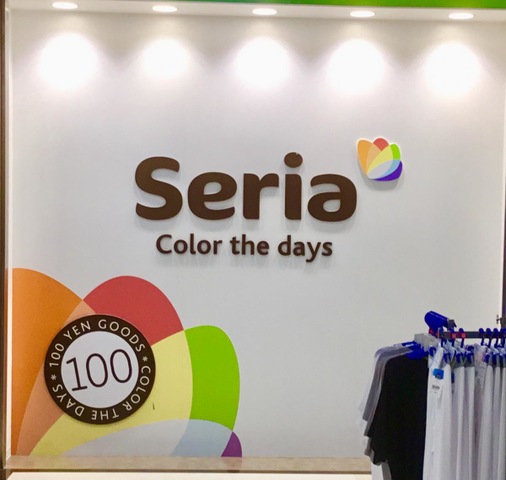 Seria
Color the days
100 YEN GOODS * COLOR THE DAYS *
100